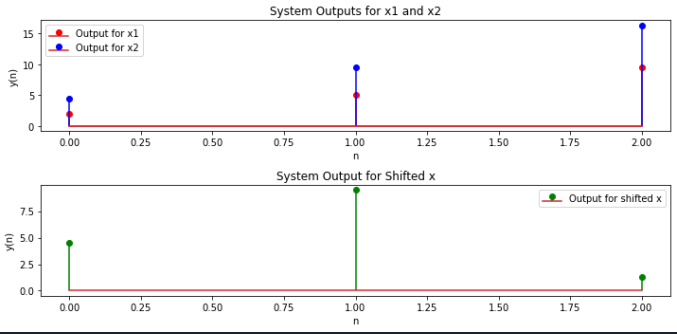 System Outputs for x1 and x2
Output for x1
Output for x2
y(n)
15
10
5
0
0.00 0.25 0.50 0.75 1.00 1.25 1.50 1.75 2.00
n
System Output for Shifted x
Output for shifted x
y(n)
7.5
5.0
2.5
0.0
0.00 0.25 0.50 0.75 1.00 1.25 1.50 1.75 2.00
n